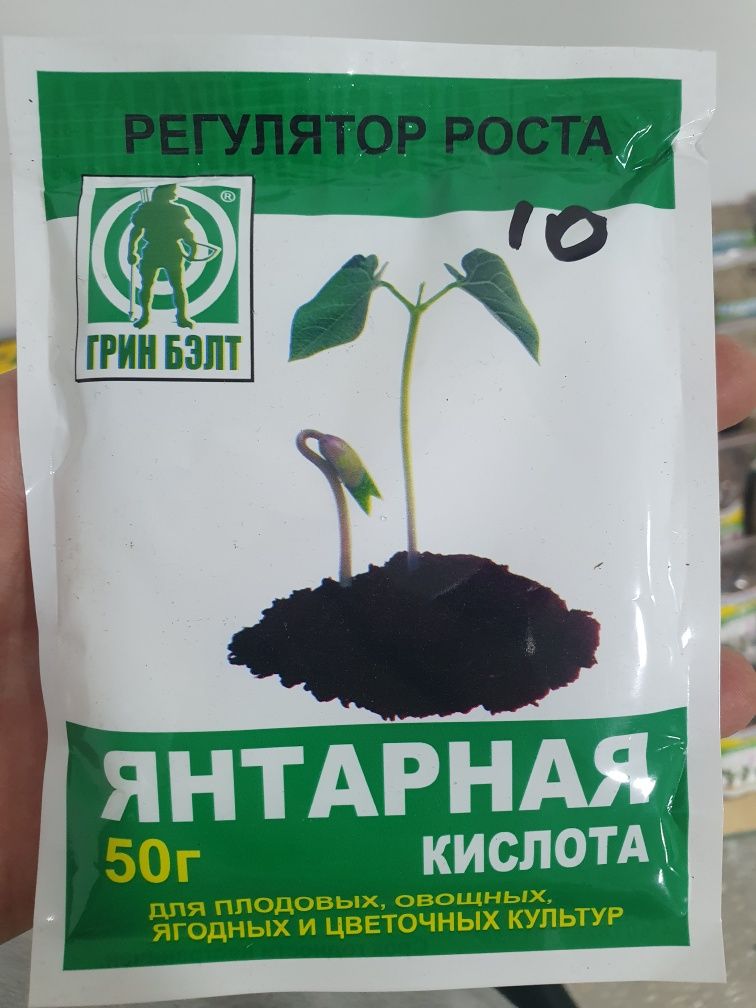 РЕГУЛЯТОР РОСТА
®
10
ГРИН БЭЛТ
ЯНТАРНАЯ
50г КИСЛОТА
ДЛЯ ПЛОДОВЫХ, ОВОЩНЫХ,
ЯГОДНЫХ И ЦВЕТОЧНЫХ КУЛЬТУР